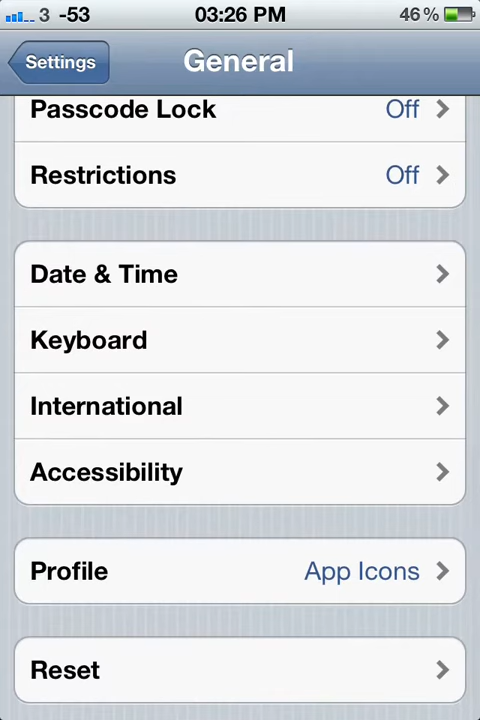 3 -53 03:26 PM 46%
Settings General
Passcode Lock Off
Restrictions Off
Date & Time
Keyboard
International
Accessibility
Profile App Icons
Reset